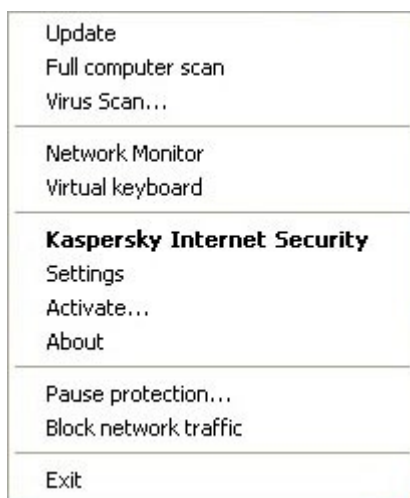 Update
Full computer scan
Virus Scan...
Network Monitor
Virtual keyboard
Kaspersky Internet Security
Settings
Activate...
About
Pause protection...
Block network traffic
Exit